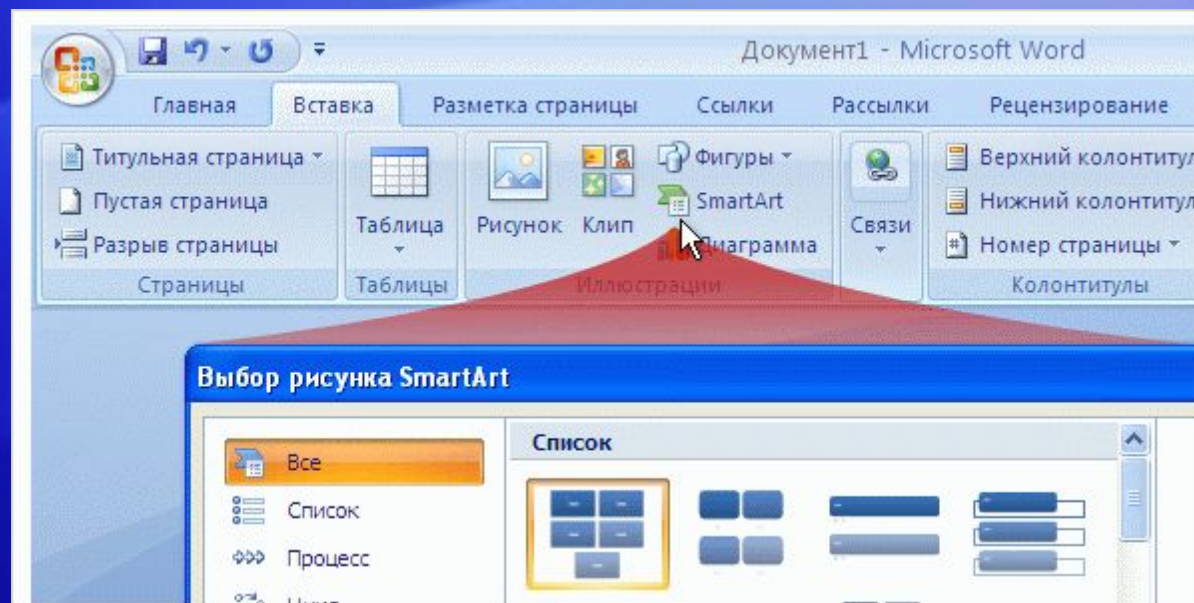 Документ1 - Microsoft Word
Главная Вставка Разметка страницы Ссылки Рассылки Рецензирование
Титульная страница
Пустая страница
Разрыв страницы
Страницы
Таблица
Таблицы
Рисунок Клип
Фигуры
SmartArt
Диаграмма
Иллюстрации
Связи
Верхний колонтитул
Нижний колонтитул
Номер страницы
Колонтитулы
Выбор рисунка SmartArt
Все
Список
Процесс
Список